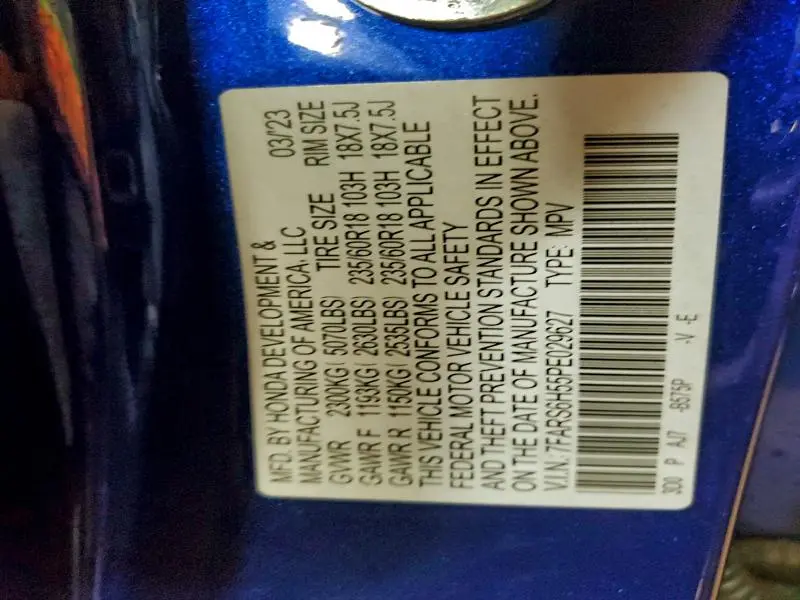 MFD. BY HONDA DEVELOPMENT &
MANUFACTURING OF AMERICA, LLC 03/23
GVWR 2300KG (5070LBS) TIRE SIZE RIM SIZE
GAWR F 1193KG (2630LBS) 235/60R18 103H 18X7.5J
GAWR R 1150KG (2535LBS) 235/60R18 103H 18X7.5J
THIS VEHICLE CONFORMS TO ALL APPLICABLE
FEDERAL MOTOR VEHICLE SAFETY
AND THEFT PREVENTION STANDARDS IN EFFECT
ON THE DATE OF MANUFACTURE SHOWN ABOVE.
V.I.N: 7FARS6H55PE029627 TYPE: MPV
3D0 P AJ7 -B575P -V -E